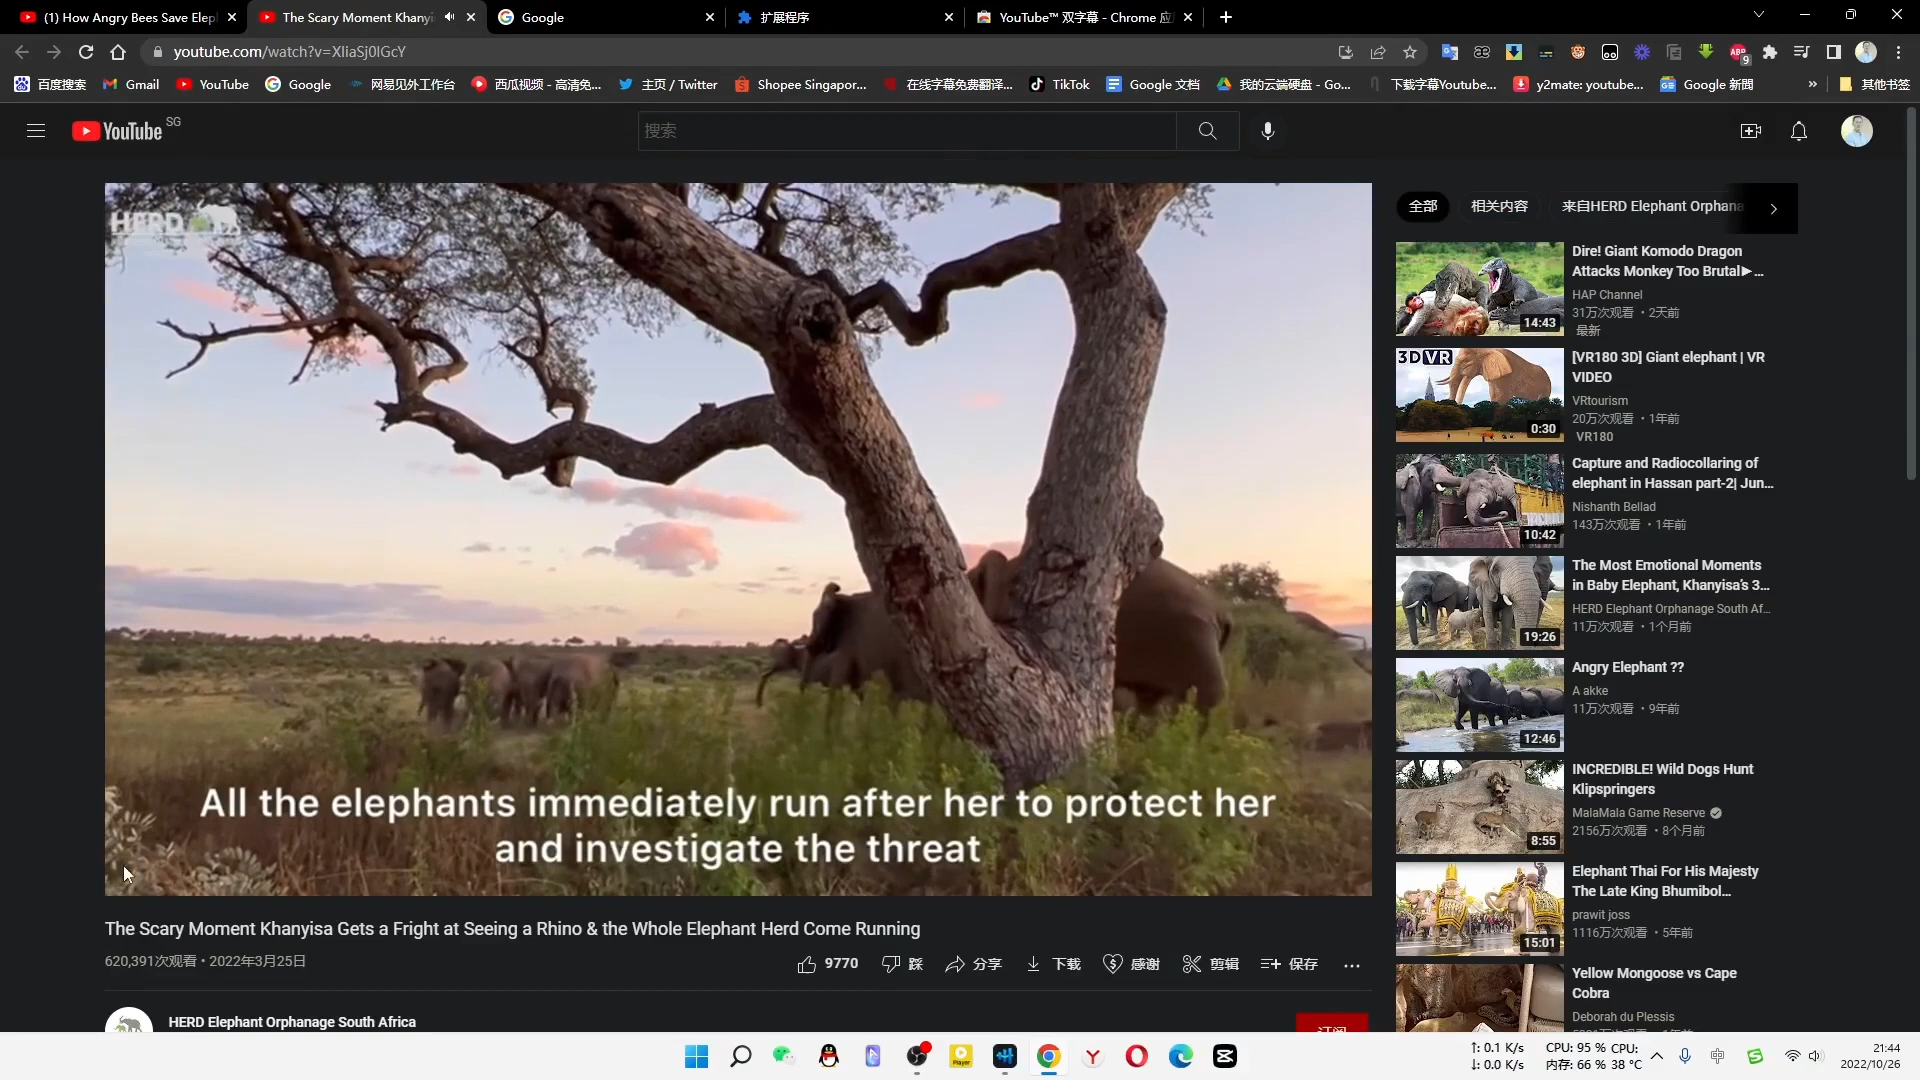 (1) How Angry Bees Save Elep
The Scary Moment Khanyi
Google
扩展程序
YouTube™ 双字幕 - Chrome 应
youtube.com/watch?v=XIiaSj0lGcY
百度搜索
Gmail
YouTube
Google
网易见外工作台
西瓜视频 - 高清免...
主页 / Twitter
Shopee Singapor...
在线字幕免费翻译...
TikTok
Google 文档
我的云端硬盘 - Go...
下载字幕Youtube...
y2mate: youtube...
Google 新聞
»
其他书签
YouTube SG
搜索
HERD
All the elephants immediately run after her to protect her
and investigate the threat
The Scary Moment Khanyisa Gets a Fright at Seeing a Rhino & the Whole Elephant Herd Come Running
620,391次观看 • 2022年3月25日
9770
踩
分享
下载
感谢
剪辑
保存
...
HERD Elephant Orphanage South Africa
全部
相关内容
来自HERD Elephant Orphana
14:43
Dire! Giant Komodo Dragon
Attacks Monkey Too Brutal►...
HAP Channel
31万次观看 • 2天前
最新
3DVR
0:30
[VR180 3D] Giant elephant | VR
VIDEO
VRtourism
20万次观看 • 1年前
VR180
10:42
Capture and Radiocollaring of
elephant in Hassan part-2| Jun...
Nishanth Bellad
143万次观看 • 1年前
19:26
The Most Emotional Moments
in Baby Elephant, Khanyisa's 3...
HERD Elephant Orphanage South Af...
11万次观看 • 1个月前
12:46
Angry Elephant ??
A akke
11万次观看 • 9年前
8:55
INCREDIBLE! Wild Dogs Hunt
Klipspringers
MalaMala Game Reserve
2156万次观看 • 8个月前
15:01
Elephant Thai For His Majesty
The Late King Bhumibol...
prawit joss
1116万次观看 • 5年前
Yellow Mongoose vs Cape
Cobra
Deborah du Plessis
↑: 0.1 K/s
↓: 0.0 K/s
CPU: 95 % CPU:
内存: 66 % 38 °C
中
21:44
2022/10/26